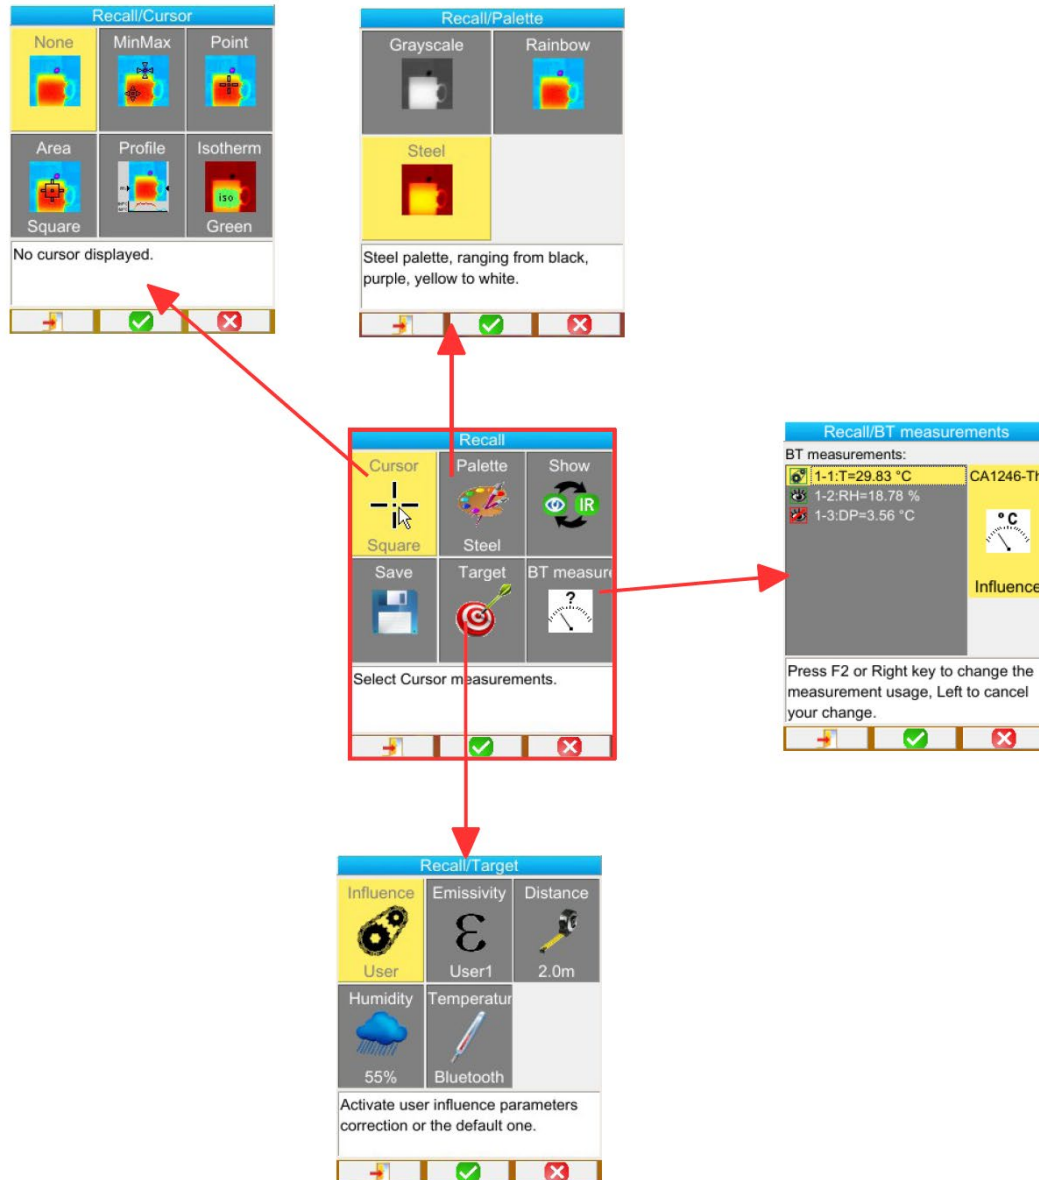 Recall/Cursor
None MinMax Point
Area Profile Isotherm
iso
Square Green
No cursor displayed.
Recall/Palette
Grayscale Rainbow
Steel
Steel palette, ranging from black,
purple, yellow to white.
Recall
Cursor Palette Show
IR
Square Steel
Save Target BT measure
?
Select Cursor measurements.
Recall/BT measurements
BT measurements:
1-1:T=29.83 °C CA1246-Th
1-2:RH=18.78 %
1-3:DP=3.56 °C
°C
Influence
Press F2 or Right key to change the
measurement usage, Left to cancel
your change.
Recall/Target
Influence Emissivity Distance
ε
User User1 2.0m
Humidity Temperatur
55% Bluetooth
Activate user influence parameters
correction or the default one.